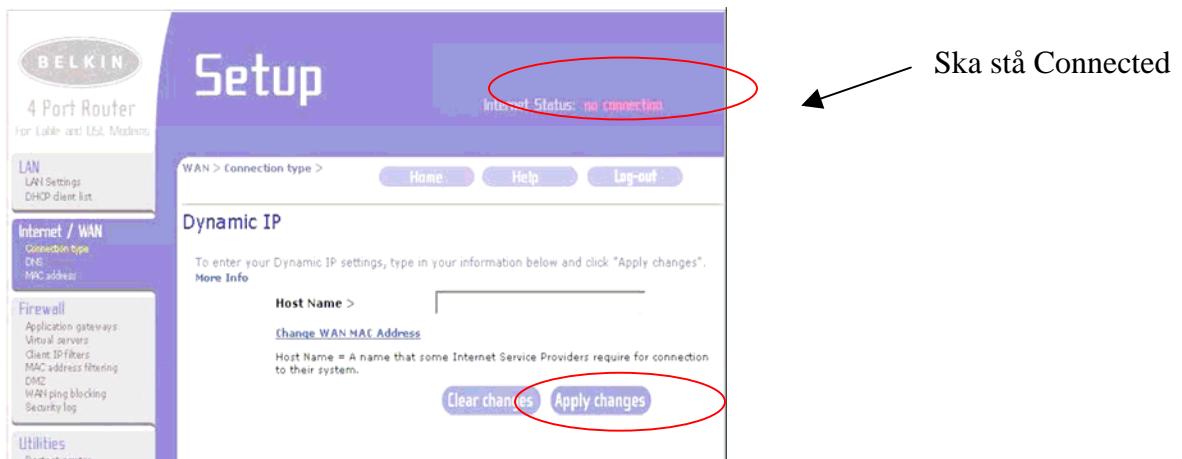 BELKIN
4 Port Router
For Cable and DSL Modems
Setup
Internet Status: no connection
Ska stå Connected
LAN
LAN Settings
DHCP client list
Internet / WAN
Connection type
DNS
MAC address
Firewall
Application gateways
Virtual servers
Client IP filters
MAC address filtering
DMZ
WAN ping blocking
Security log
Utilities
WAN > Connection type >
Home
Help
Log-out
Dynamic IP
To enter your Dynamic IP settings, type in your information below and click "Apply changes".
More Info
Host Name >
Change WAN MAC Address
Host Name = A name that some Internet Service Providers require for connection
to their system.
Clear changes
Apply changes